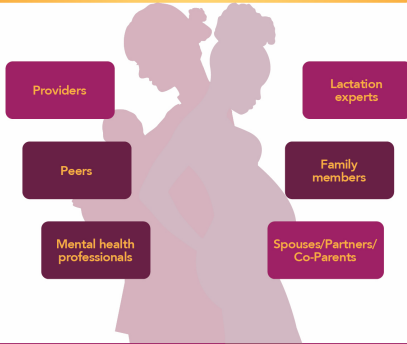 Providers
Peers
Mental health
professionals
Lactation
experts
Family
members
Spouses/Partners/
Co-Parents